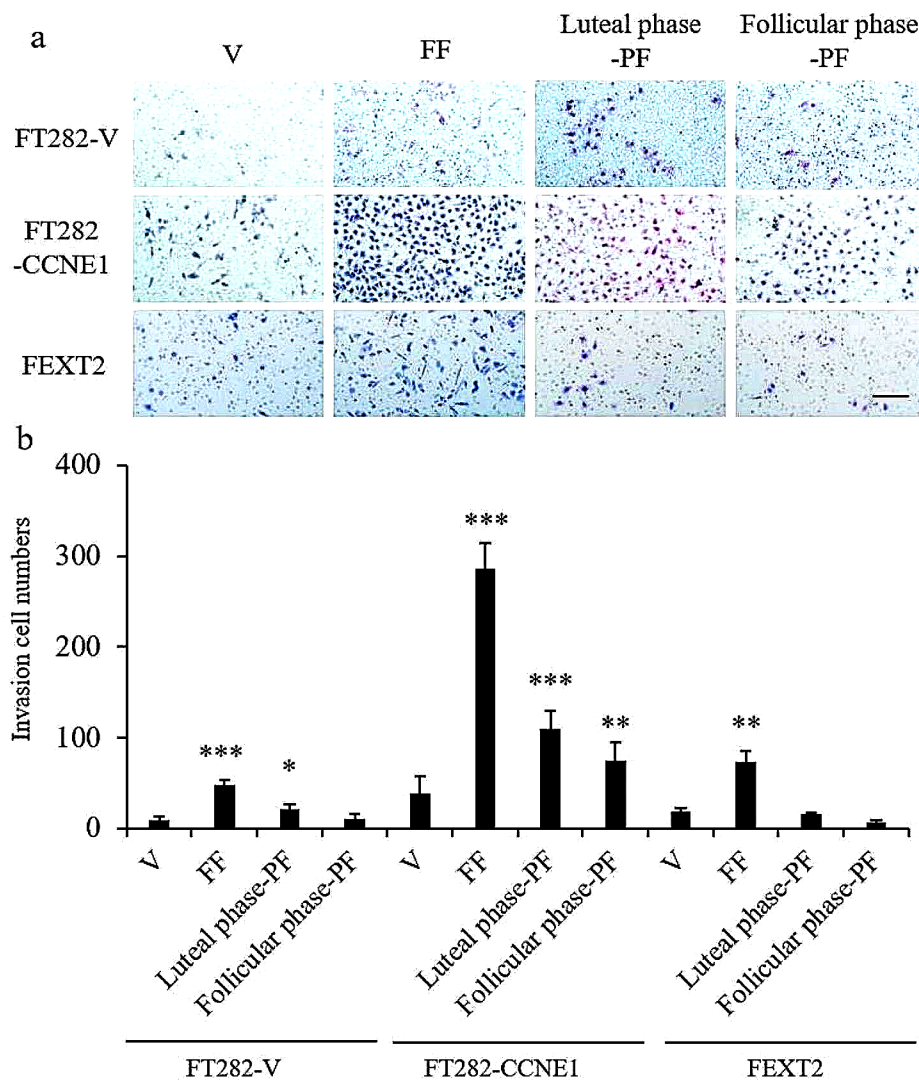 a
V
FF
Luteal phase
-PF
Follicular phase
-PF
FT282-V
FT282
-CCNE1
FEXT2
b
400
300
200
100
0
Invasion cell numbers
***
*
***
***
**
**
V
FF
Luteal phase-PF
Follicular phase-PF
V
FF
Luteal phase-PF
Follicular phase-PF
V
FF
Luteal phase-PF
Follicular phase-PF
FT282-V
FT282-CCNE1
FEXT2